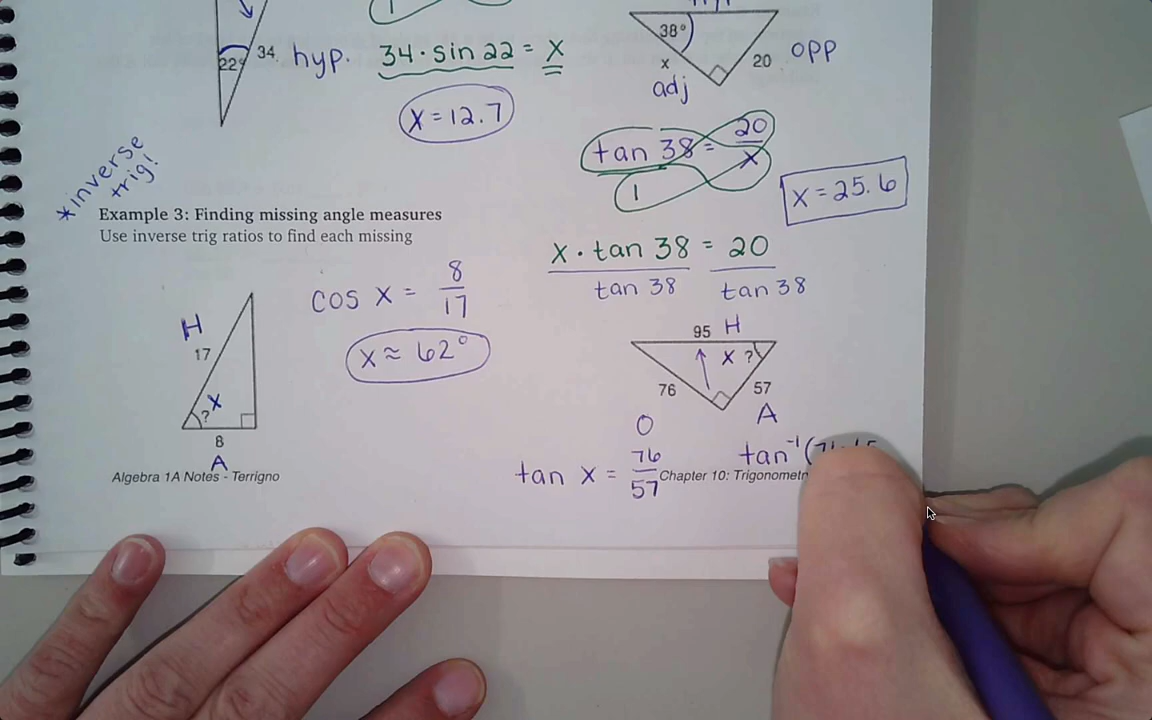 22°
34
hyp.
34 · sin 22 = x
x = 12.7
38°
x
adj
20
opp
tan 38 = 20
x
1
x = 25.6
x · tan 38 = 20
tan 38 tan 38
*inverse
trig!
Example 3: Finding missing angle measures
Use inverse trig ratios to find each missing
H
17
x
?
8
A
cos x = 8
17
x ≈ 62°
95 H
x ?
76
57
O
A
tan x = 76
57
tan⁻¹(
Algebra 1A Notes - Terrigno
Chapter 10: